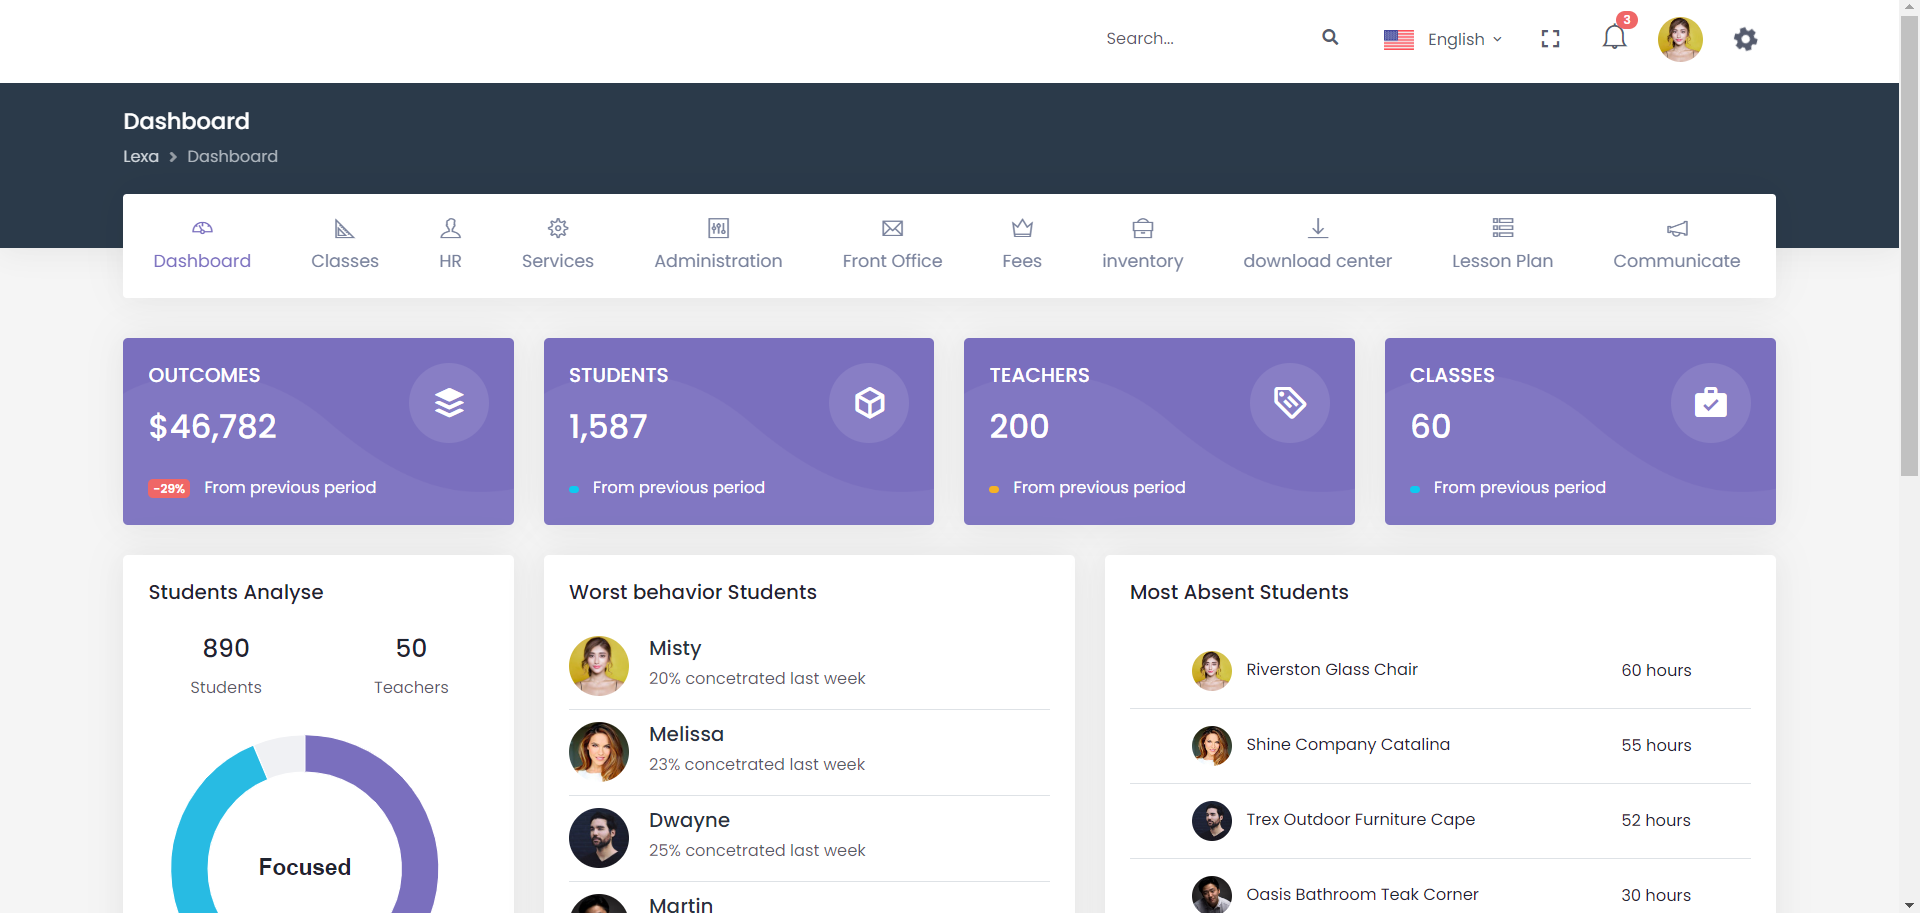 Search...
English
3
Dashboard
Lexa > Dashboard
Dashboard
Classes
HR
Services
Administration
Front Office
Fees
inventory
download center
Lesson Plan
Communicate
OUTCOMES
$46,782
-29% From previous period
STUDENTS
1,587
From previous period
TEACHERS
200
From previous period
CLASSES
60
From previous period
Students Analyse
890
Students
50
Teachers
Focused
Worst behavior Students
Misty
20% concetrated last week
Melissa
23% concetrated last week
Dwayne
25% concetrated last week
Martin
Most Absent Students
Riverston Glass Chair 60 hours
Shine Company Catalina 55 hours
Trex Outdoor Furniture Cape 52 hours
Oasis Bathroom Teak Corner 30 hours